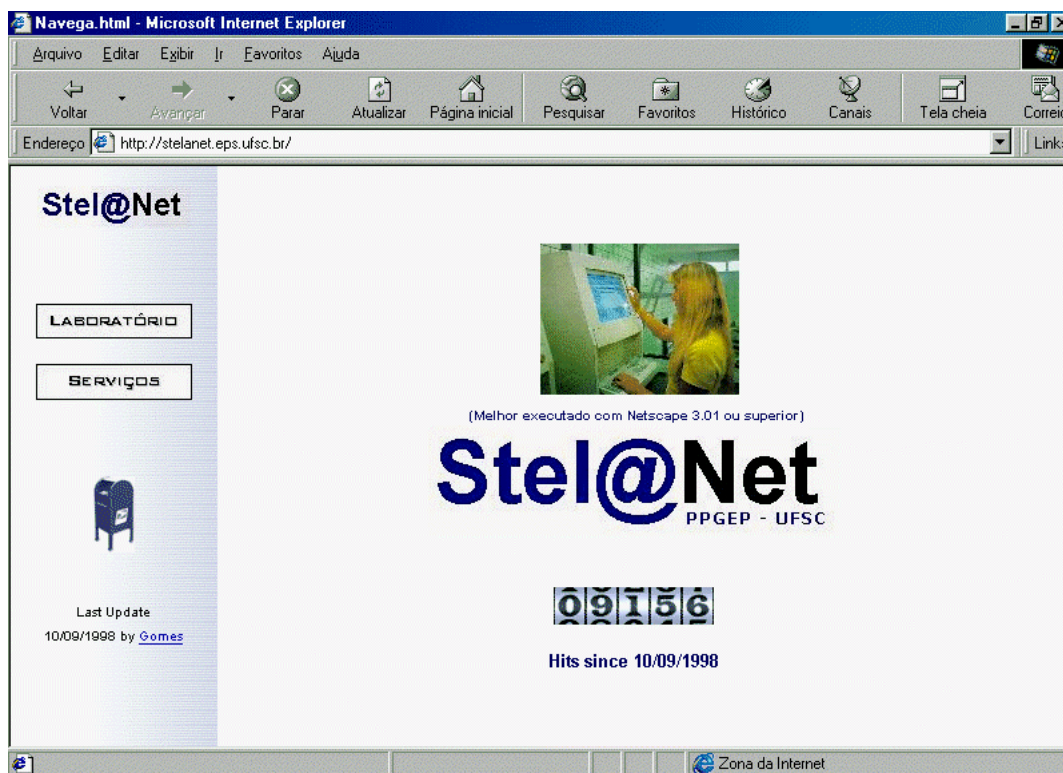 Navega.html - Microsoft Internet Explorer
Arquivo Editar Exibir Ir Favoritos Ajuda
Voltar Avançar Parar Atualizar Página inicial Pesquisar Favoritos Histórico Canais Tela cheia Correio
Endereço http://stelanet.eps.ufsc.br/ Links
Stel@Net
LABORATÓRIO
SERVIÇOS
Last Update
10/09/1998 by Gomes
(Melhor executado com Netscape 3.01 ou superior)
Stel@Net
PPGEP - UFSC
09156
Hits since 10/09/1998
Zona da Internet